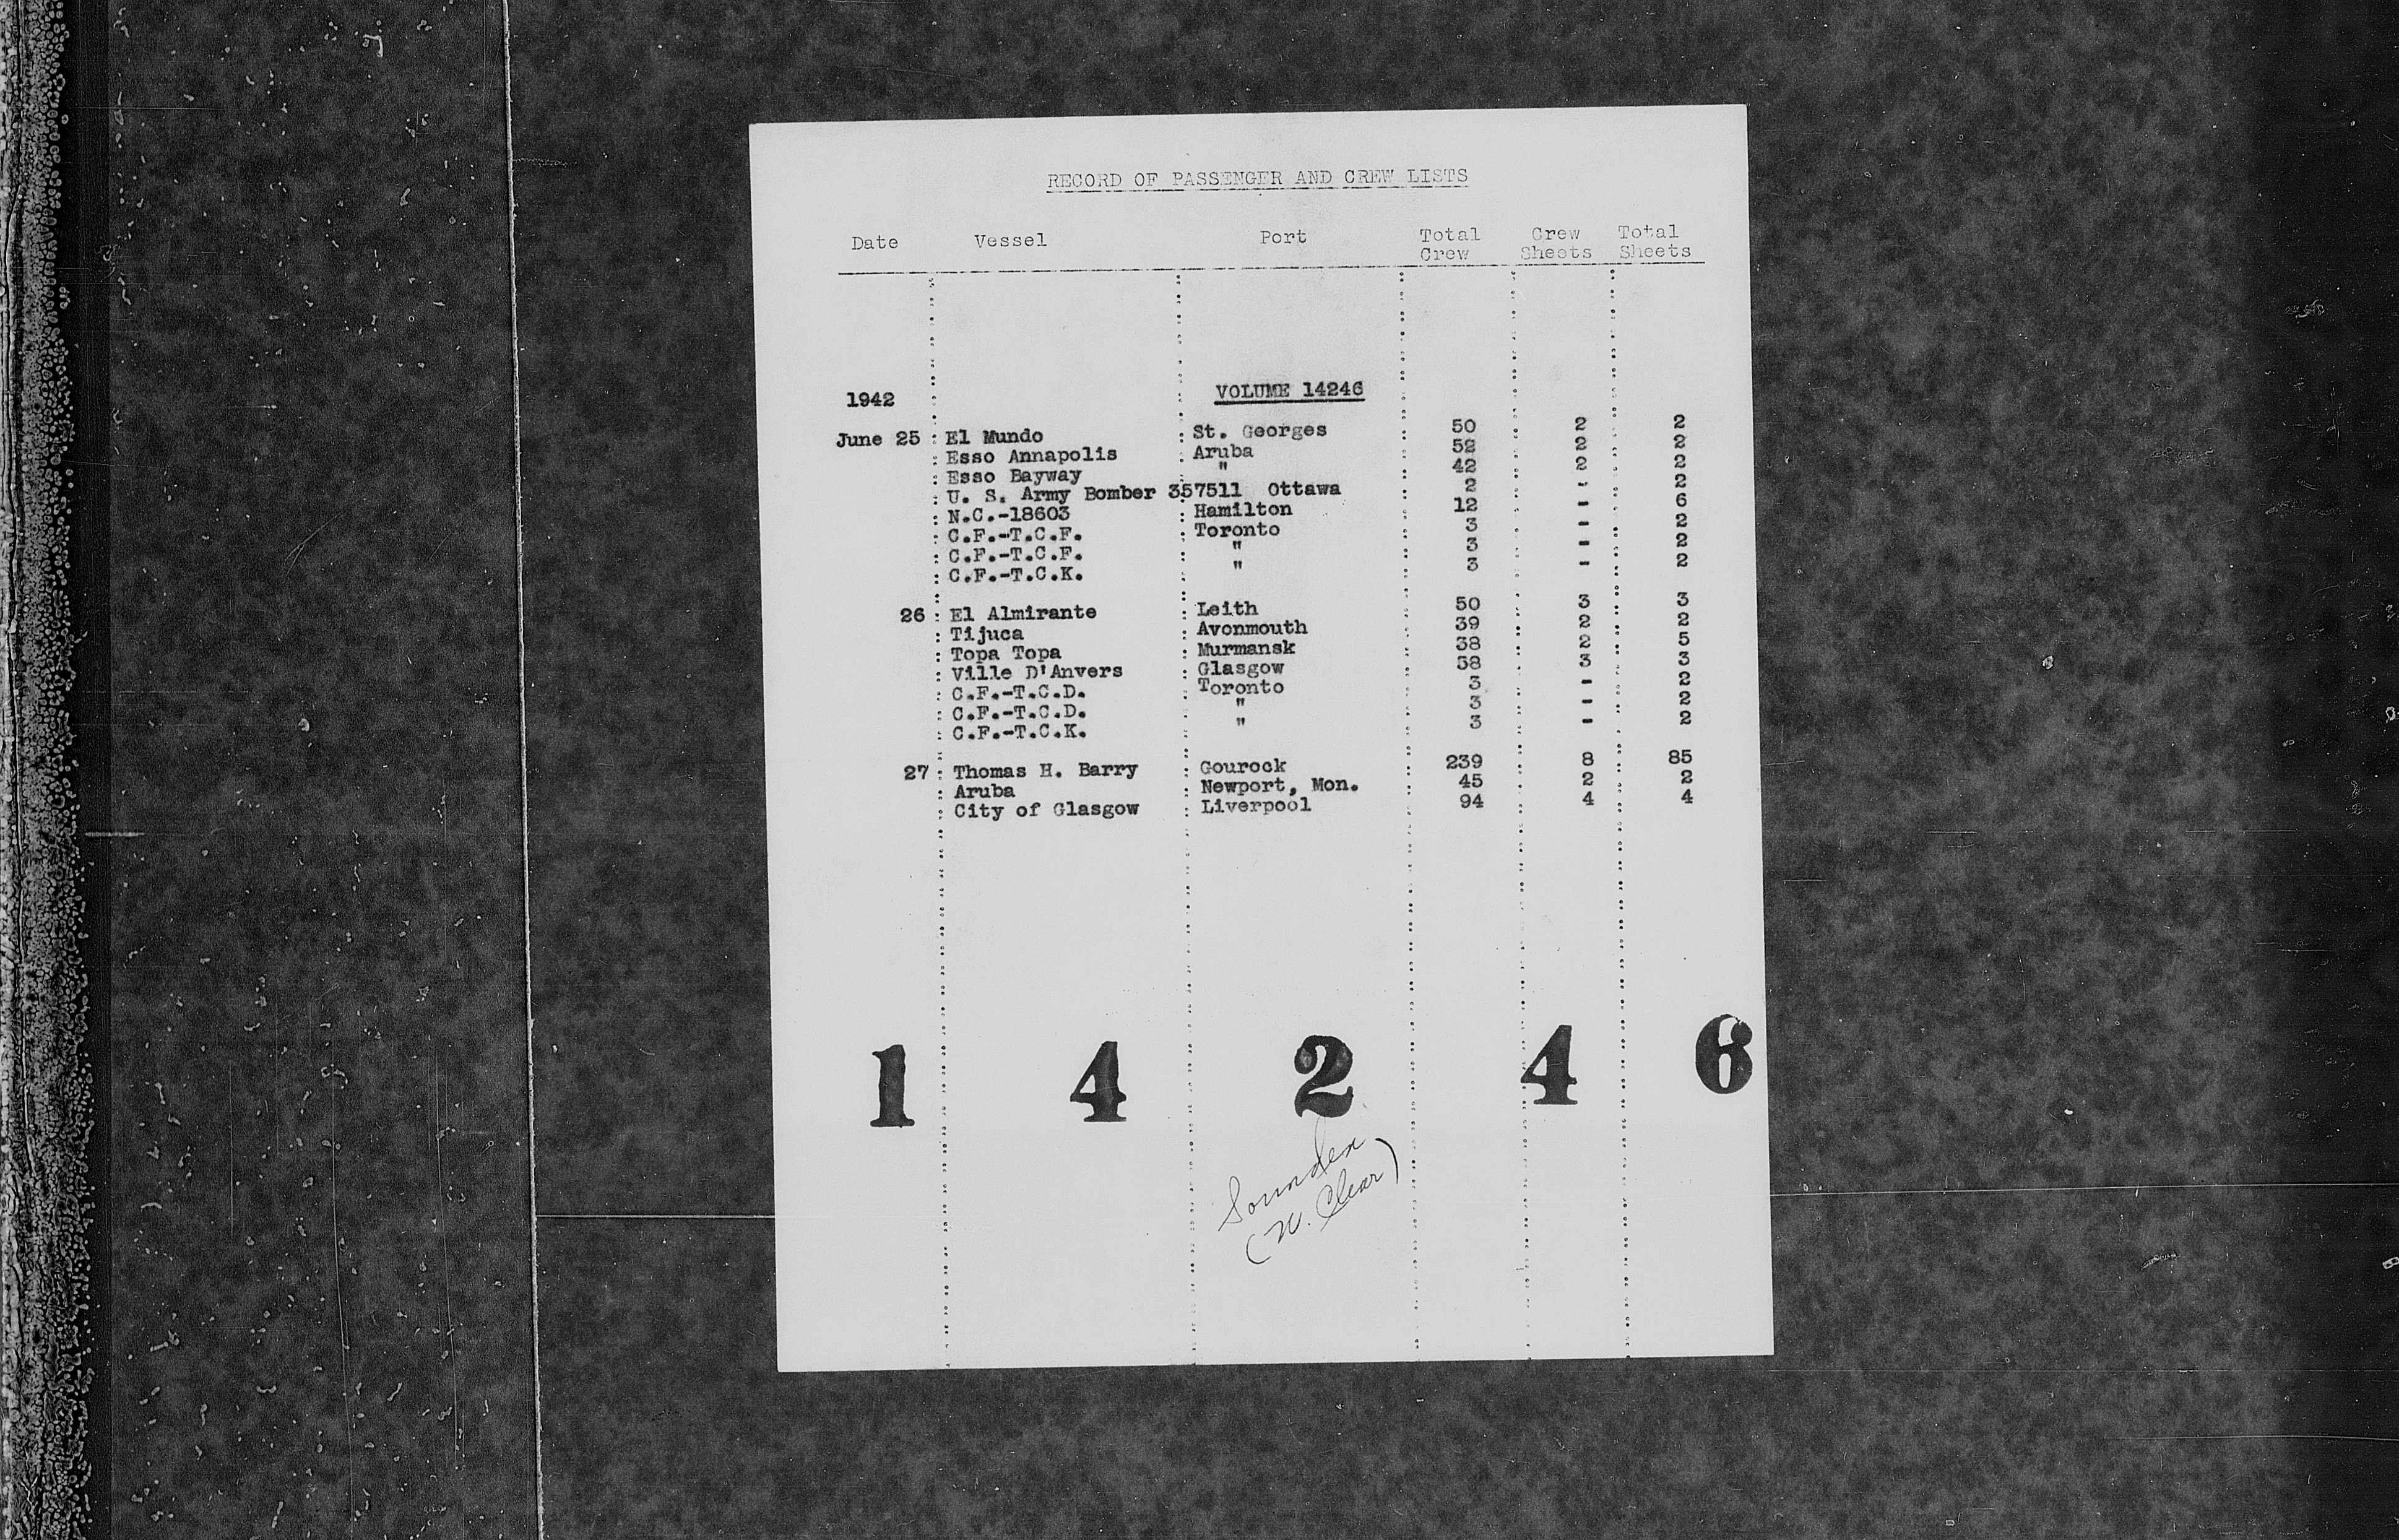 RECORD OF PASSENGER AND CREW LISTS
Date Vessel Port Total Crew Crew Sheets Total Sheets
1942 VOLUME 14246
June 25 El Mundo St. Georges 50 2 2
Esso Annapolis Aruba 52 2 2
Esso Bayway " 42 2 2
U. S. Army Bomber 357511 Ottawa 2 - 2
N.C.-18603 Hamilton 12 - 6
C.F.-T.C.F. Toronto 3 - 2
C.F.-T.C.F. " 3 - 2
C.F.-T.C.K. " 3 - 2
26 El Almirante Leith 50 3 3
Tijuca Avonmouth 39 2 2
Topa Topa Murmansk 38 2 5
Ville D'Anvers Glasgow 58 3 3
C.F.-T.C.D. Toronto 3 - 2
C.F.-T.C.D. " 3 - 2
C.F.-T.C.K. " 3 - 2
27 Thomas H. Barry Gourock 239 8 85
Aruba Newport, Mon. 45 2 2
City of Glasgow Liverpool 94 4 4
1 4 2 4 6
Soundex
(W. Clear)